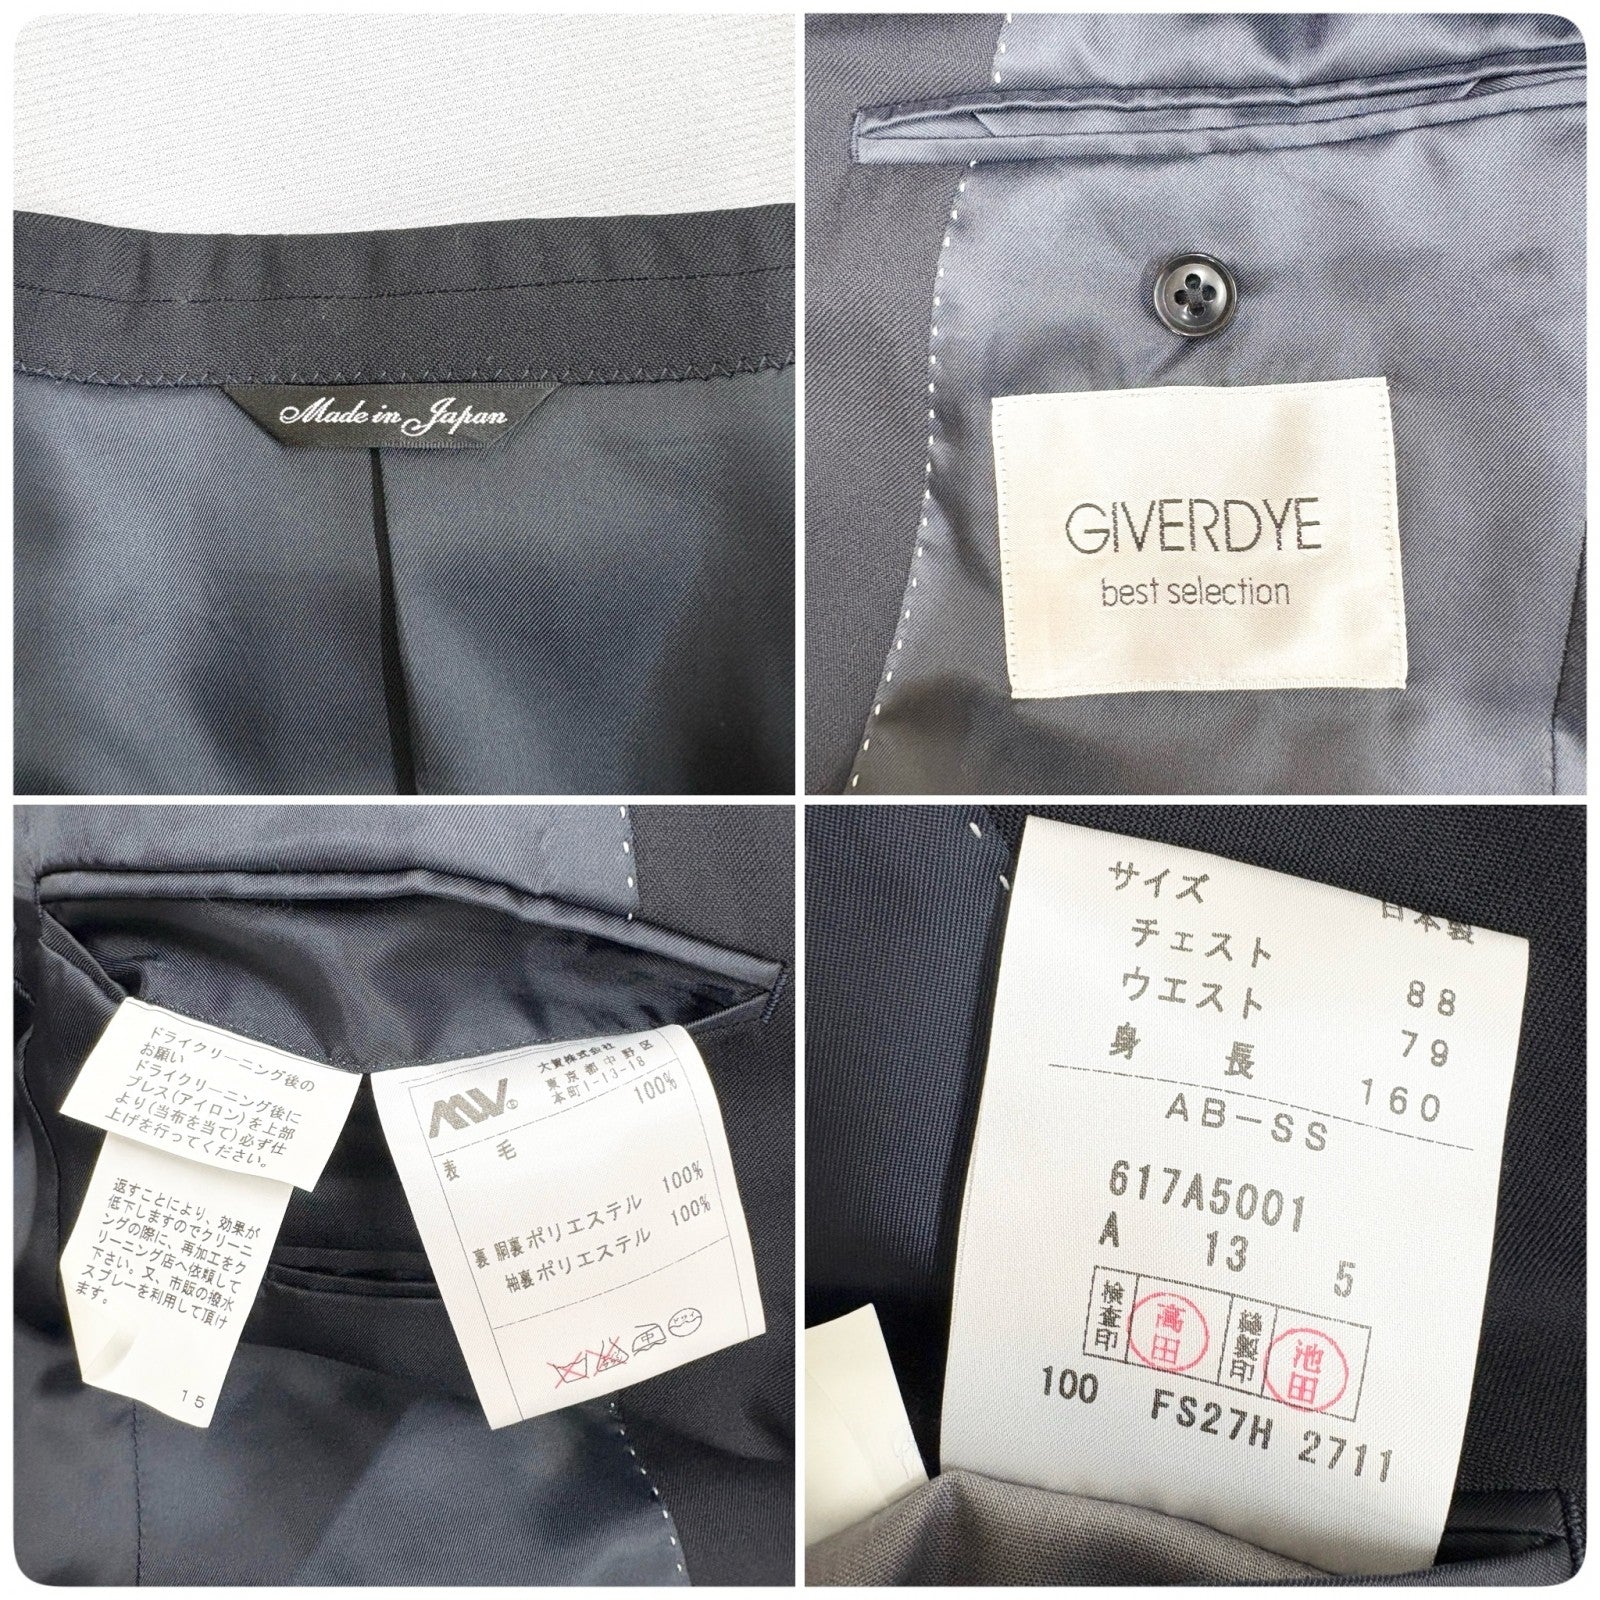 Made in Japan
GIVERDYE
best selection
ドライクリーニング後の
お願い
ドライクリーニング後に
プレス(アイロン)を上部
より(当布を当て)必ず仕
上げを行ってください。
返すことにより、効果が
低下しますのでクリーニ
ングの際に、再加工をク
リーニング店へ依頼して
下さい。又、市販の撥水
スプレーを利用して頂け
ます。
15
大賀株式会社
東京都中野区
本町1-13-18
MW®
表 毛 100%
裏 胴裏ポリエステル 100%
袖裏ポリエステル 100%
中
ドライ
日本製
サイズ
チェスト 88
ウエスト 79
身長 160
AB-SS
617A5001
A 13 5
検査印 高田 縫製印 池田
100 FS27H 2711